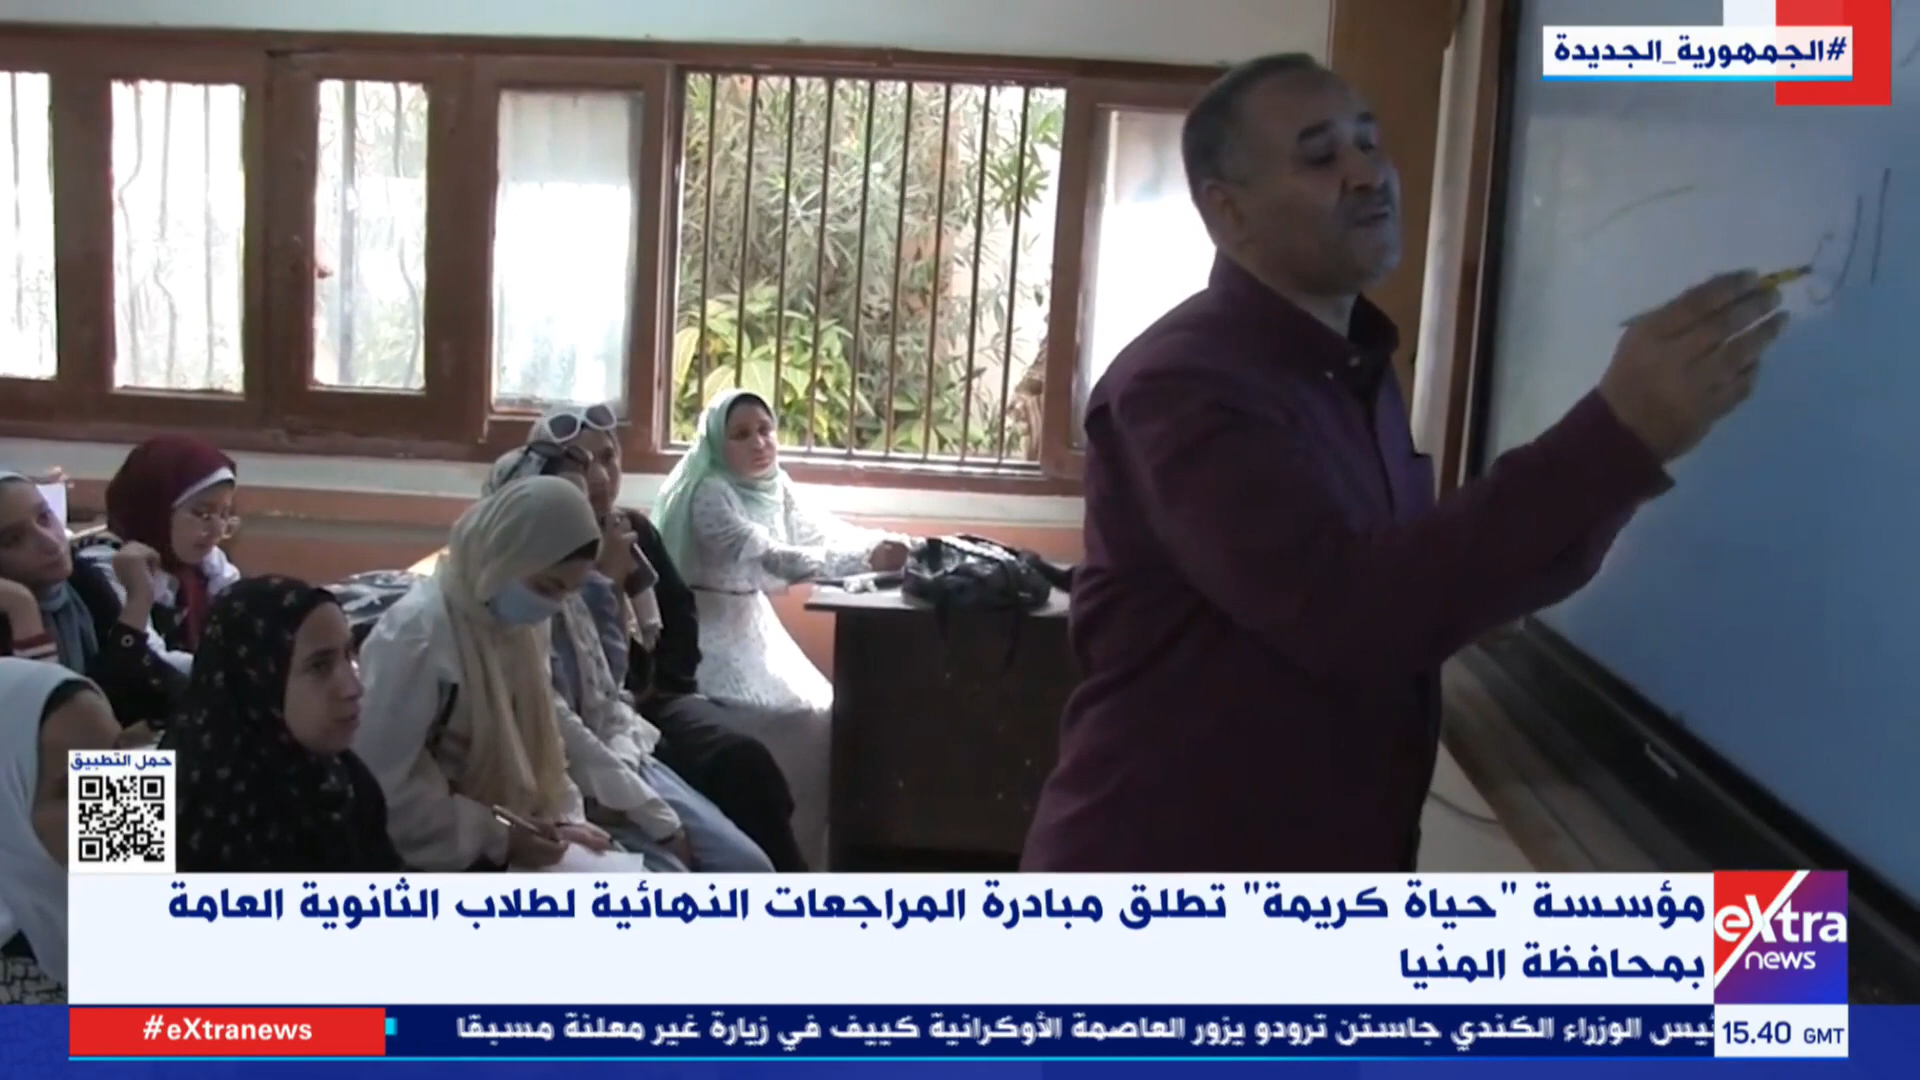 #الجمهورية_الجديدة
حمل التطبيق
مؤسسة "حياة كريمة" تطلق مبادرة المراجعات النهائية لطلاب الثانوية العامة
بمحافظة المنيا
eXtra
news
#eXtranews
الوزراء الكندي جاستن ترودو يزور العاصمة الأوكرانية كييف في زيارة غير معلنة مسبقا
15.40 GMT